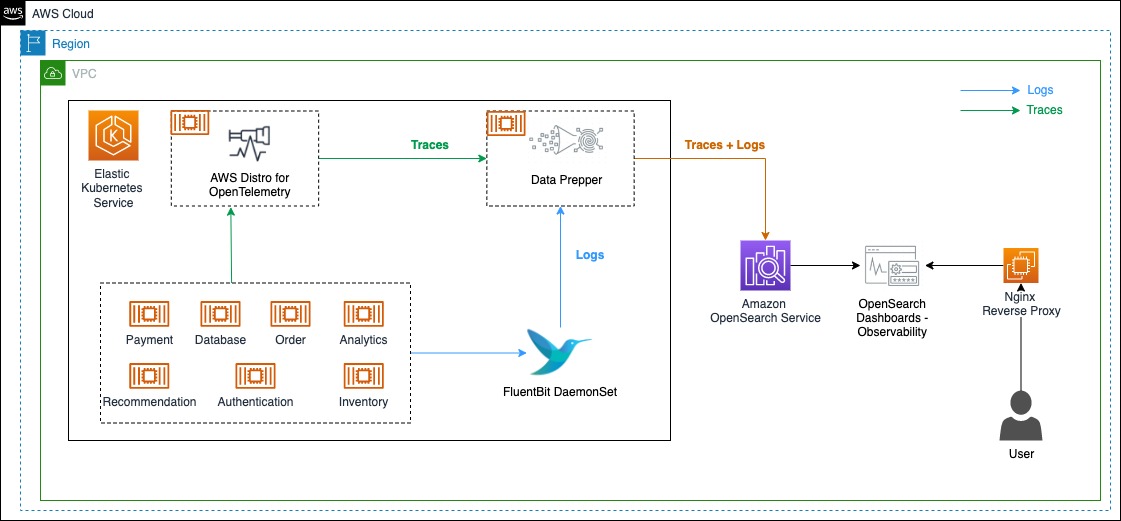 aws
AWS Cloud
Region
VPC
Logs
Traces
K
Elastic
Kubernetes
Service
AWS Distro for
OpenTelemetry
Traces
Data Prepper
Traces + Logs
Logs
Payment
Database
Order
Analytics
Recommendation
Authentication
Inventory
FluentBit DaemonSet
Amazon
OpenSearch Service
OpenSearch
Dashboards -
Observability
Nginx
Reverse Proxy
User